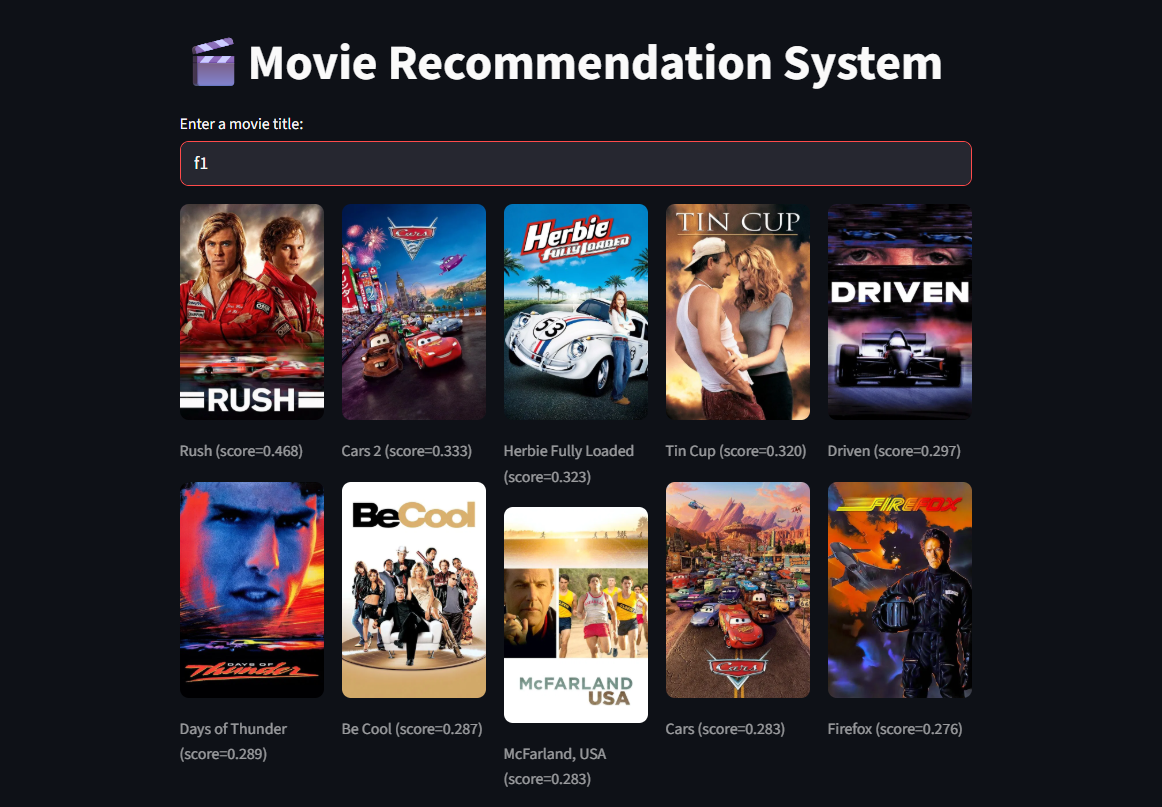 Movie Recommendation System
Enter a movie title:
f1
RUSH
Cars 2
Herbie
FULLY LOADED
53
TIN CUP
DRIVEN
Rush (score=0.468)
Cars 2 (score=0.333)
Herbie Fully Loaded
(score=0.323)
Tin Cup (score=0.320)
Driven (score=0.297)
DAYS OF
Thunder
BeCool
McFARLAND
USA
Cars
FIREFOX
Days of Thunder
(score=0.289)
Be Cool (score=0.287)
McFarland, USA
(score=0.283)
Cars (score=0.283)
Firefox (score=0.276)